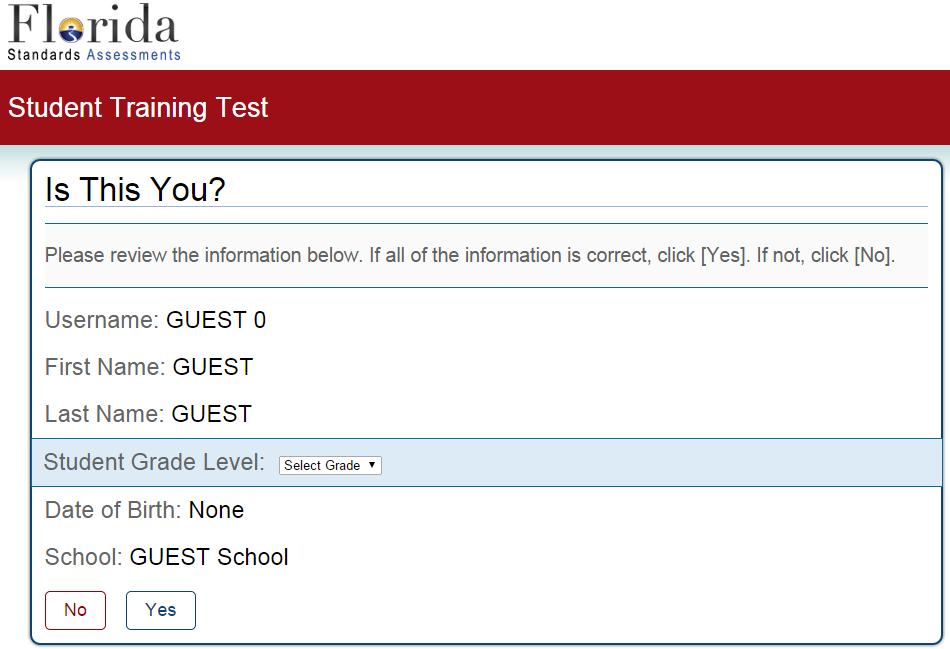 Florida
Standards Assessments
Student Training Test
Is This You?
Please review the information below. If all of the information is correct, click [Yes]. If not, click [No].
Username: GUEST 0
First Name: GUEST
Last Name: GUEST
Student Grade Level: Select Grade
Date of Birth: None
School: GUEST School
No Yes